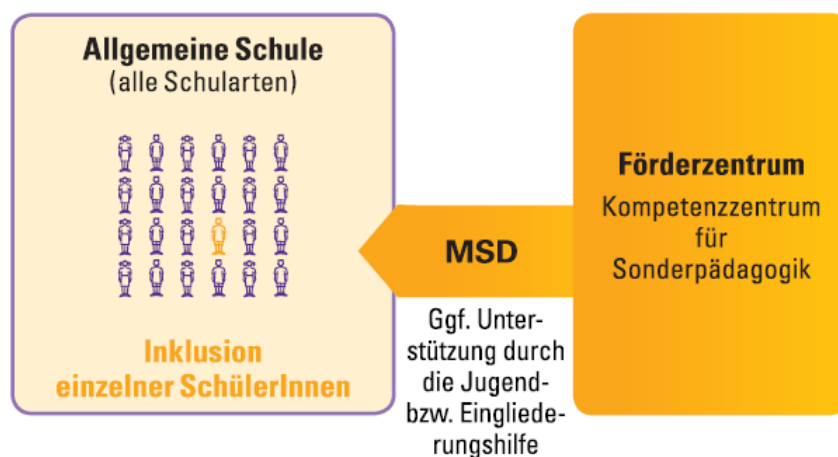 Allgemeine Schule
(alle Schularten)
Inklusion
einzelner SchülerInnen
MSD
Ggf. Unter-
stützung durch
die Jugend-
bzw. Eingliede-
rungshilfe
Förderzentrum
Kompetenzzentrum
für
Sonderpädagogik